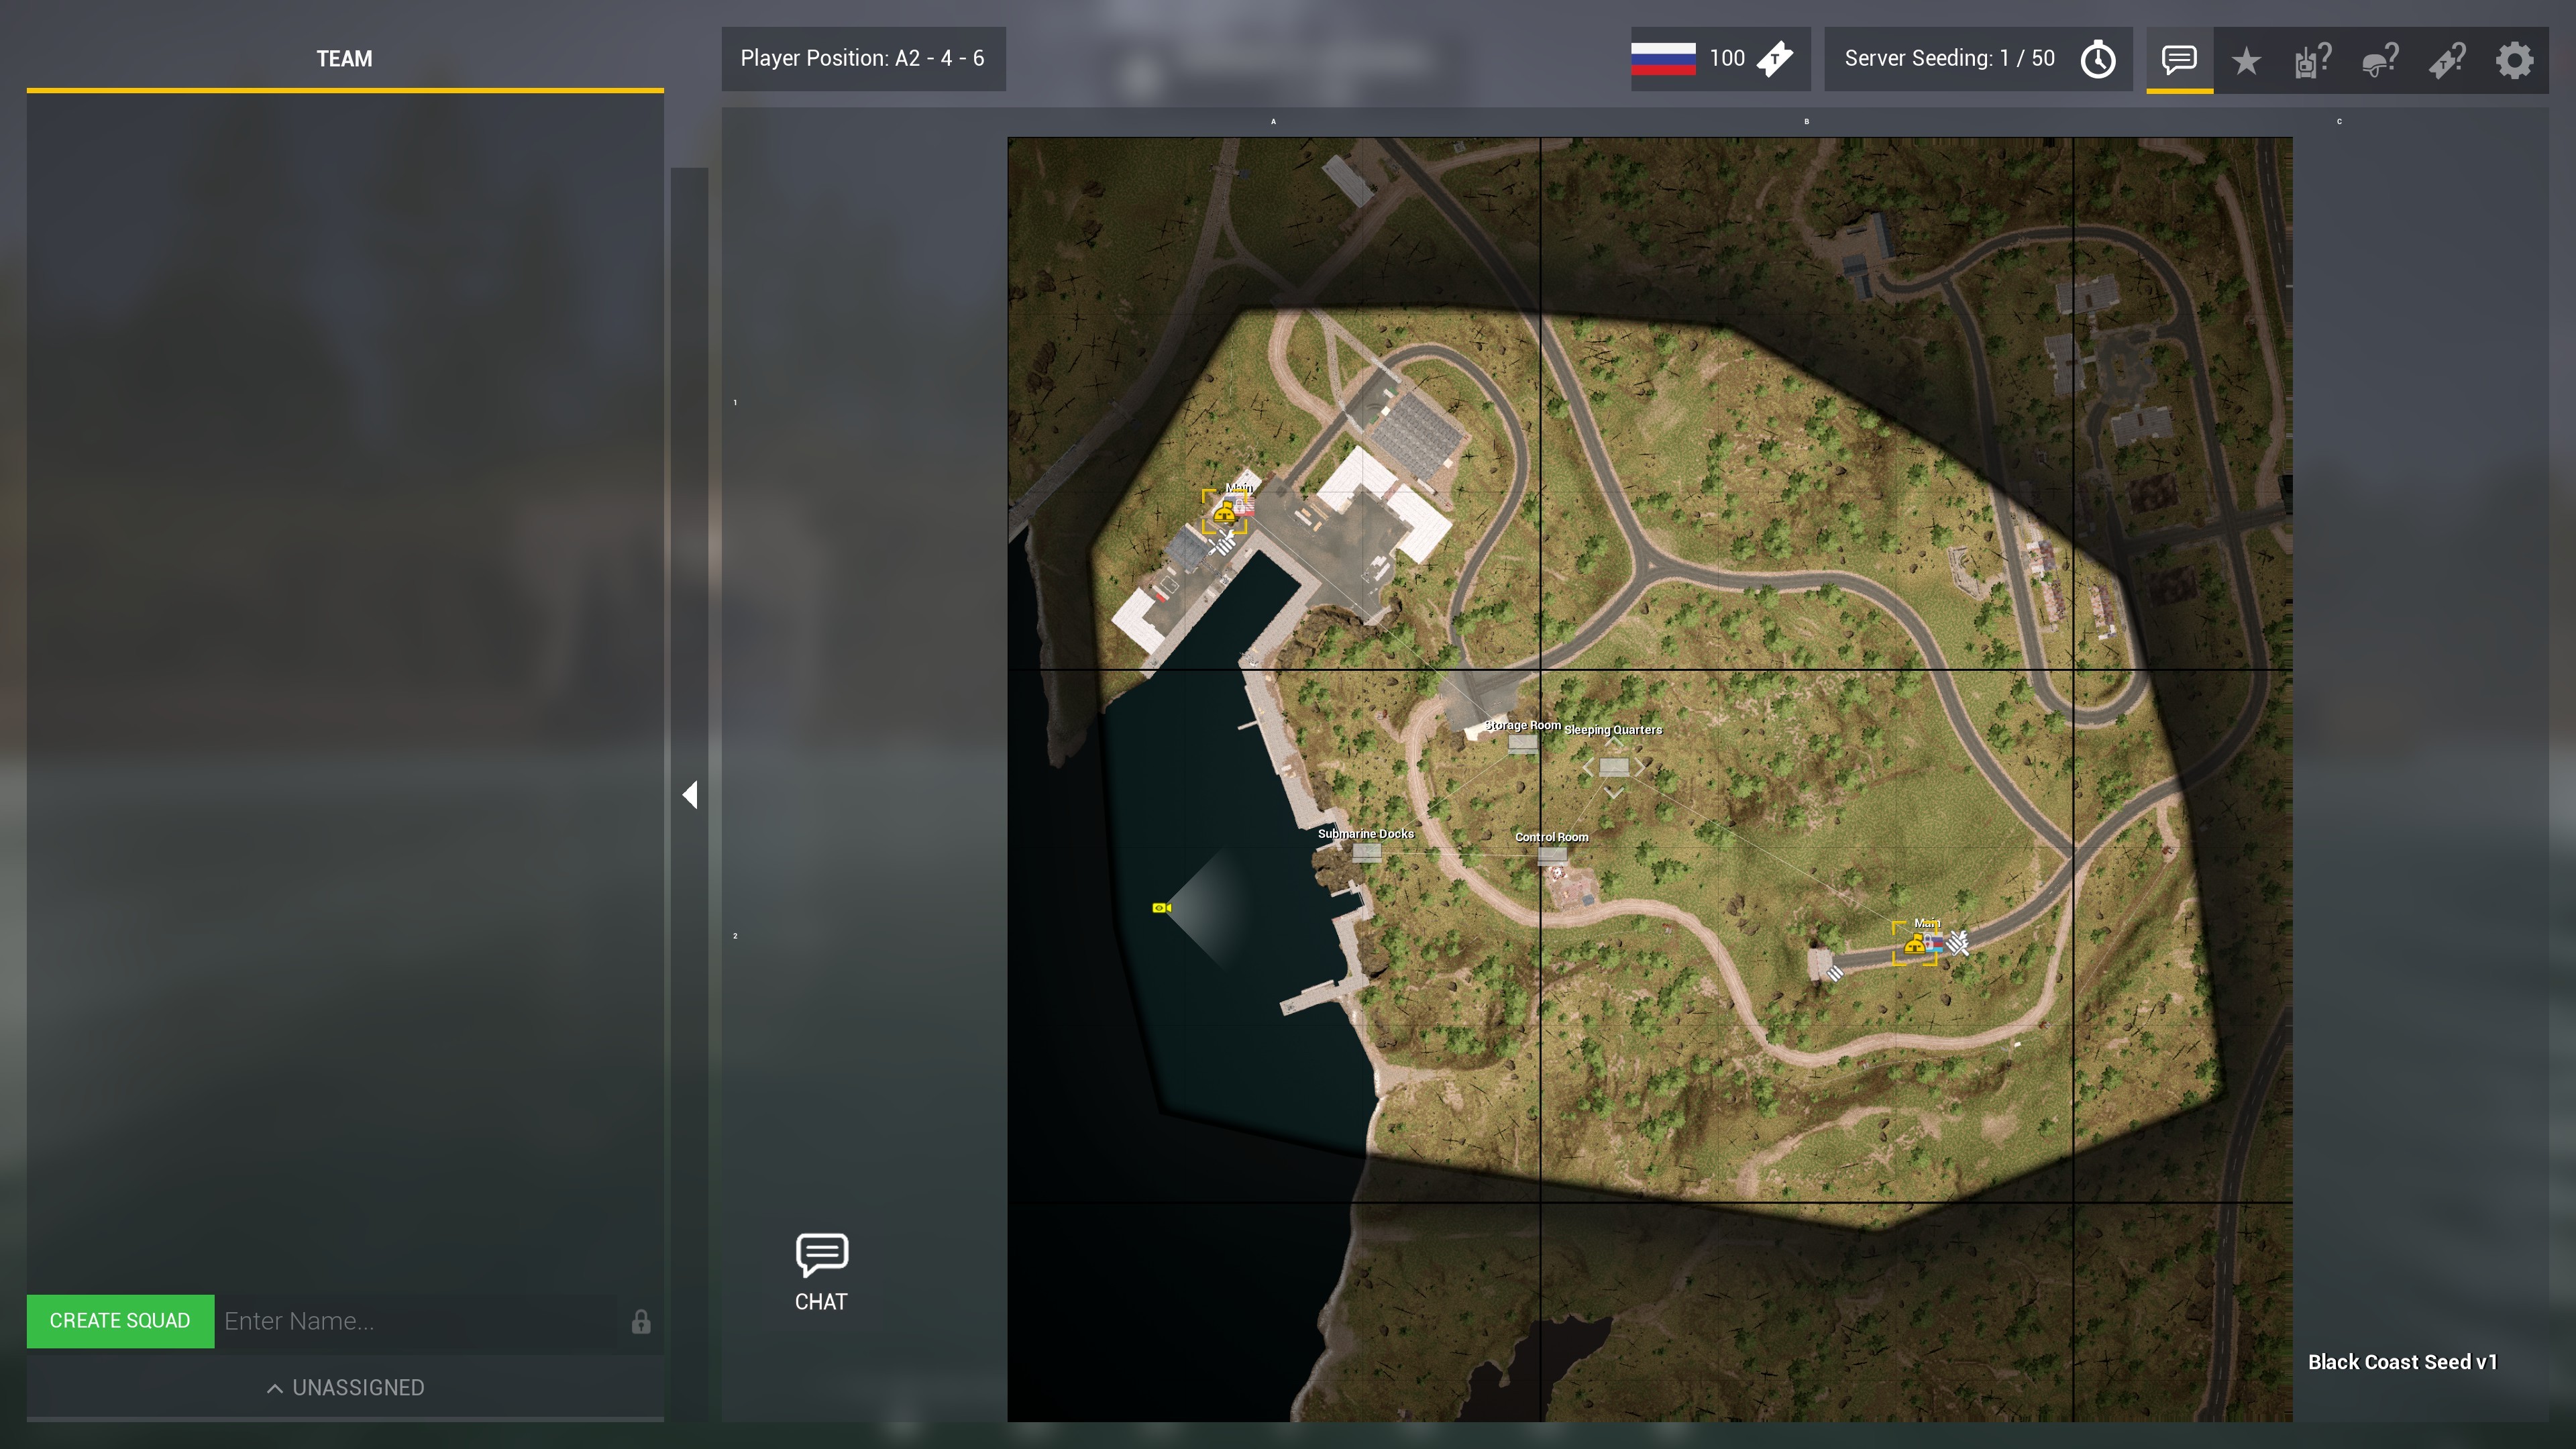 TEAM
Player Position: A2 - 4 - 6
100
Server Seeding: 1 / 50
A
B
C
1
Main
Storage Room
Sleeping Quarters
Submarine Docks
Control Room
Main
2
CHAT
CREATE SQUAD
Enter Name...
UNASSIGNED
Black Coast Seed v1